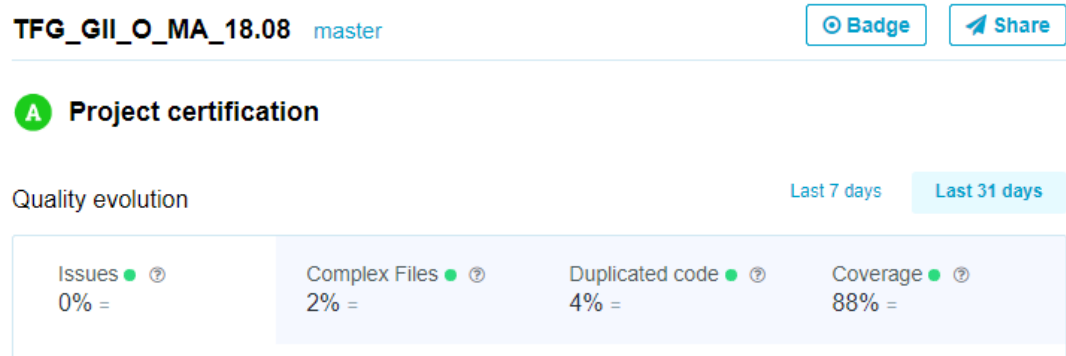 TFG_GII_O_MA_18.08 master Badge Share
A Project certification
Quality evolution Last 7 days Last 31 days
Issues ? Complex Files ? Duplicated code ? Coverage ?
0% = 2% = 4% = 88% =